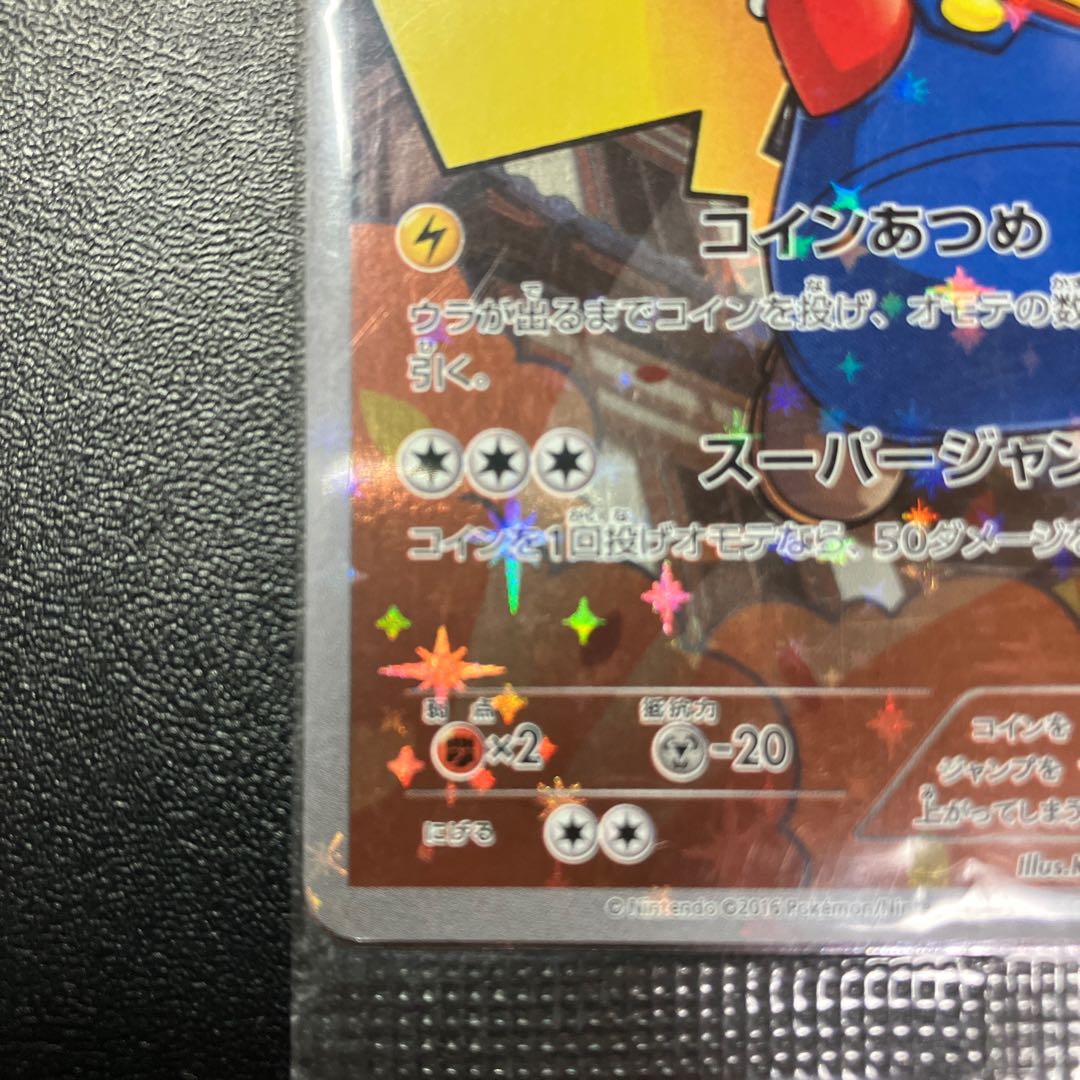 コインあつめ
ウラが出るまでコインを投げ、オモテの数
引く。
スーパージャン
コインを1回投げオモテなら、50ダメージを
弱点
抵抗力
×2
-20
にげる
コインを
ジャンプを
上がってしまう
Illus.
© Nintendo ©2016 Pokémon/Nin